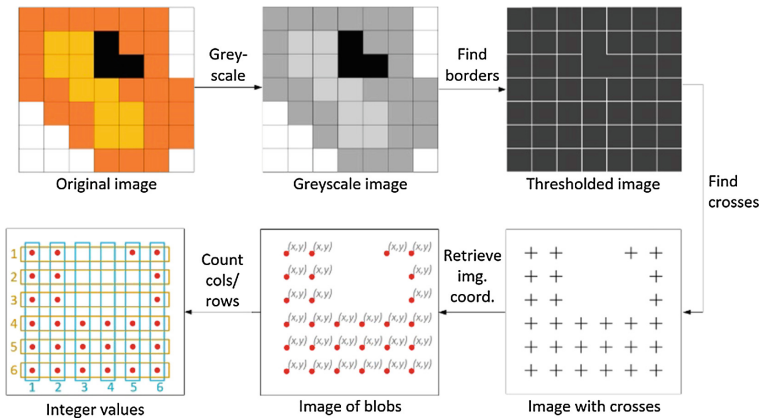 Grey-
scale
Find
borders
Original image
Greyscale image
Thresholded image
Find
crosses
1
2
3
4
5
6
1 2 3 4 5 6
Integer values
Count
cols/
rows
(x,y) (x,y) (x,y) (x,y)
(x,y) (x,y) (x,y)
(x,y) (x,y) (x,y)
(x,y) (x,y) (x,y) (x,y) (x,y) (x,y)
(x,y) (x,y) (x,y) (x,y) (x,y) (x,y)
(x,y) (x,y) (x,y) (x,y) (x,y) (x,y)
Image of blobs
Retrieve
img.
coord.
Image with crosses